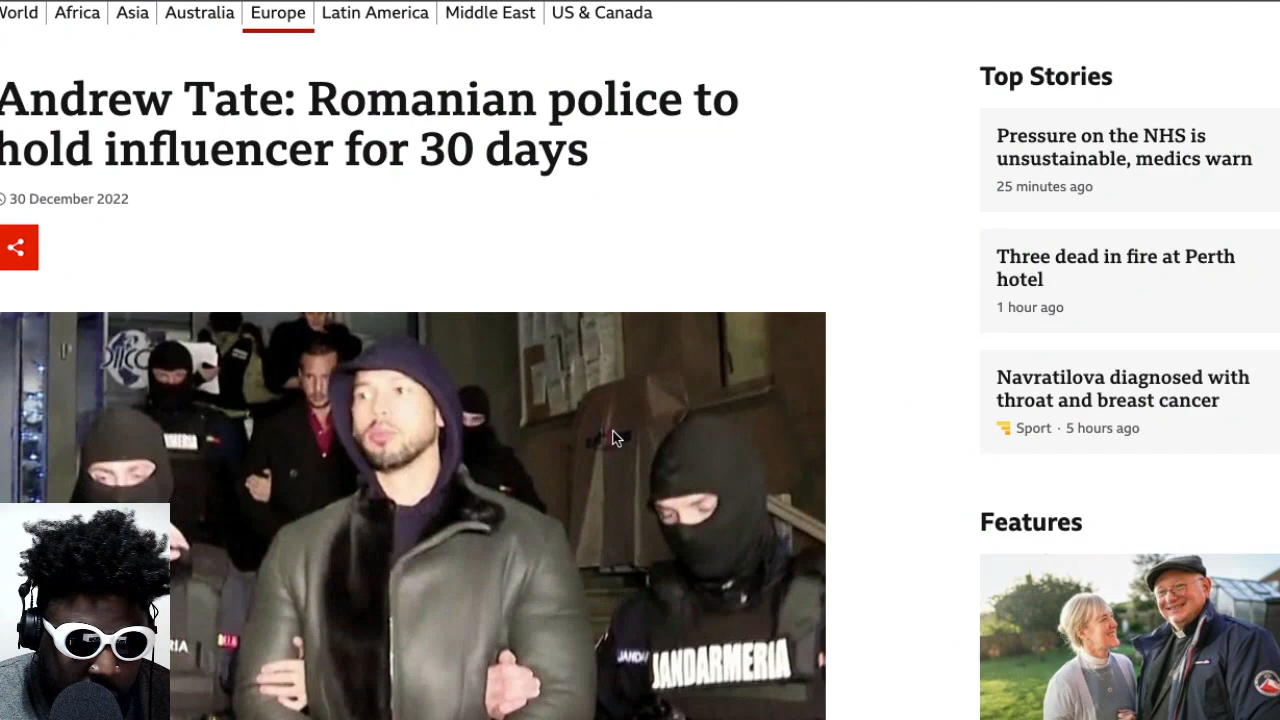 World
Africa
Asia
Australia
Europe
Latin America
Middle East
US & Canada
Andrew Tate: Romanian police to
hold influencer for 30 days
30 December 2022
Top Stories
Pressure on the NHS is
unsustainable, medics warn
25 minutes ago
Three dead in fire at Perth
hotel
1 hour ago
Navratilova diagnosed with
throat and breast cancer
Sport · 5 hours ago
Features
JANDARMERIA